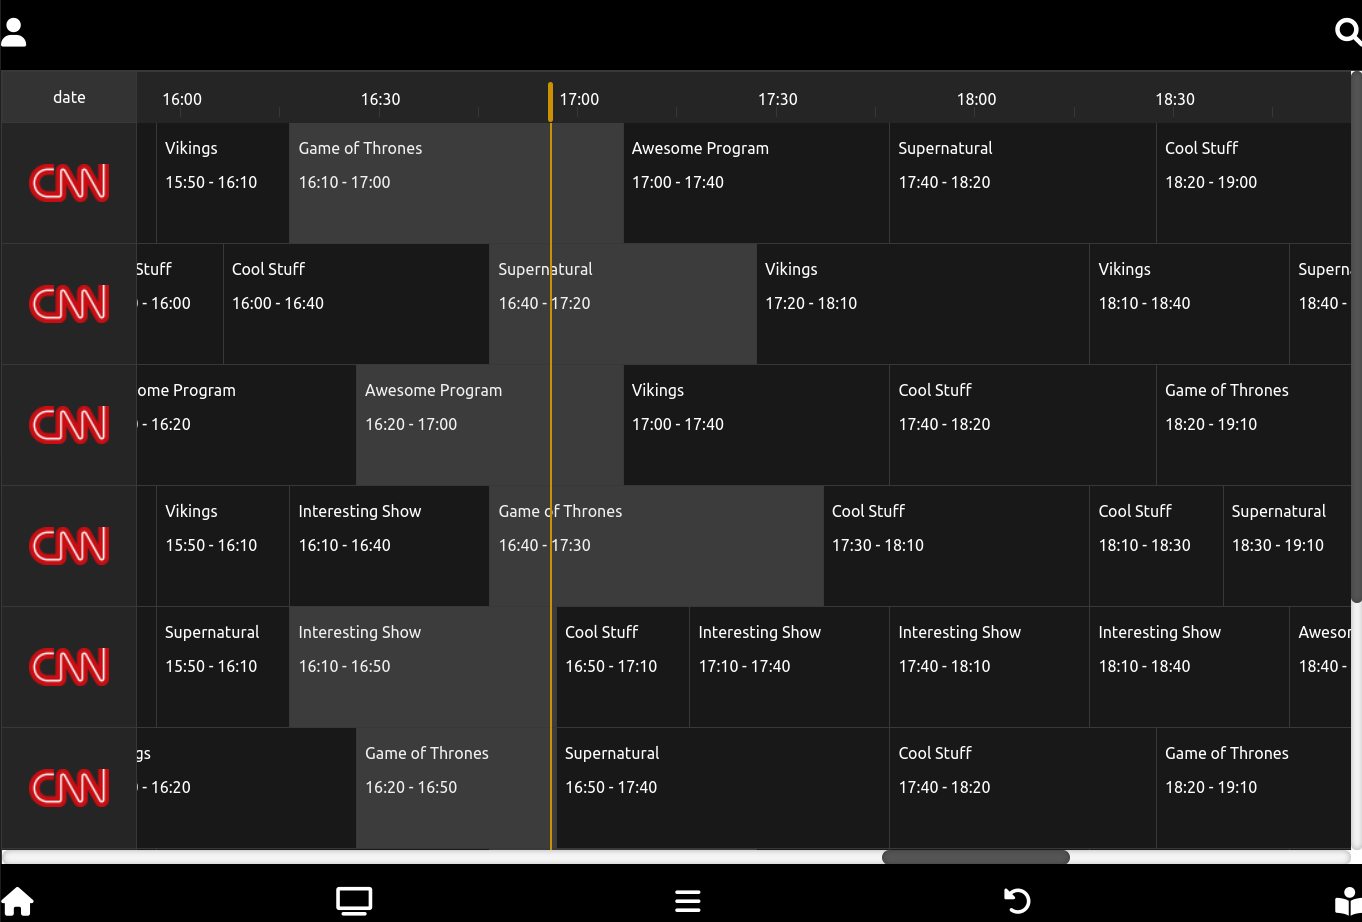 date 16:00 16:30 17:00 17:30 18:00 18:30
CNN
Vikings
15:50 - 16:10
Game of Thrones
16:10 - 17:00
Awesome Program
17:00 - 17:40
Supernatural
17:40 - 18:20
Cool Stuff
18:20 - 19:00
CNN
Stuff
- 16:00
Cool Stuff
16:00 - 16:40
Supernatural
16:40 - 17:20
Vikings
17:20 - 18:10
Vikings
18:10 - 18:40
Supern
18:40 -
CNN
ome Program
- 16:20
Awesome Program
16:20 - 17:00
Vikings
17:00 - 17:40
Cool Stuff
17:40 - 18:20
Game of Thrones
18:20 - 19:10
CNN
Vikings
15:50 - 16:10
Interesting Show
16:10 - 16:40
Game of Thrones
16:40 - 17:30
Cool Stuff
17:30 - 18:10
Cool Stuff
18:10 - 18:30
Supernatural
18:30 - 19:10
CNN
Supernatural
15:50 - 16:10
Interesting Show
16:10 - 16:50
Cool Stuff
16:50 - 17:10
Interesting Show
17:10 - 17:40
Interesting Show
17:40 - 18:10
Interesting Show
18:10 - 18:40
Awesor
18:40 -
CNN
gs
- 16:20
Game of Thrones
16:20 - 16:50
Supernatural
16:50 - 17:40
Cool Stuff
17:40 - 18:20
Game of Thrones
18:20 - 19:10